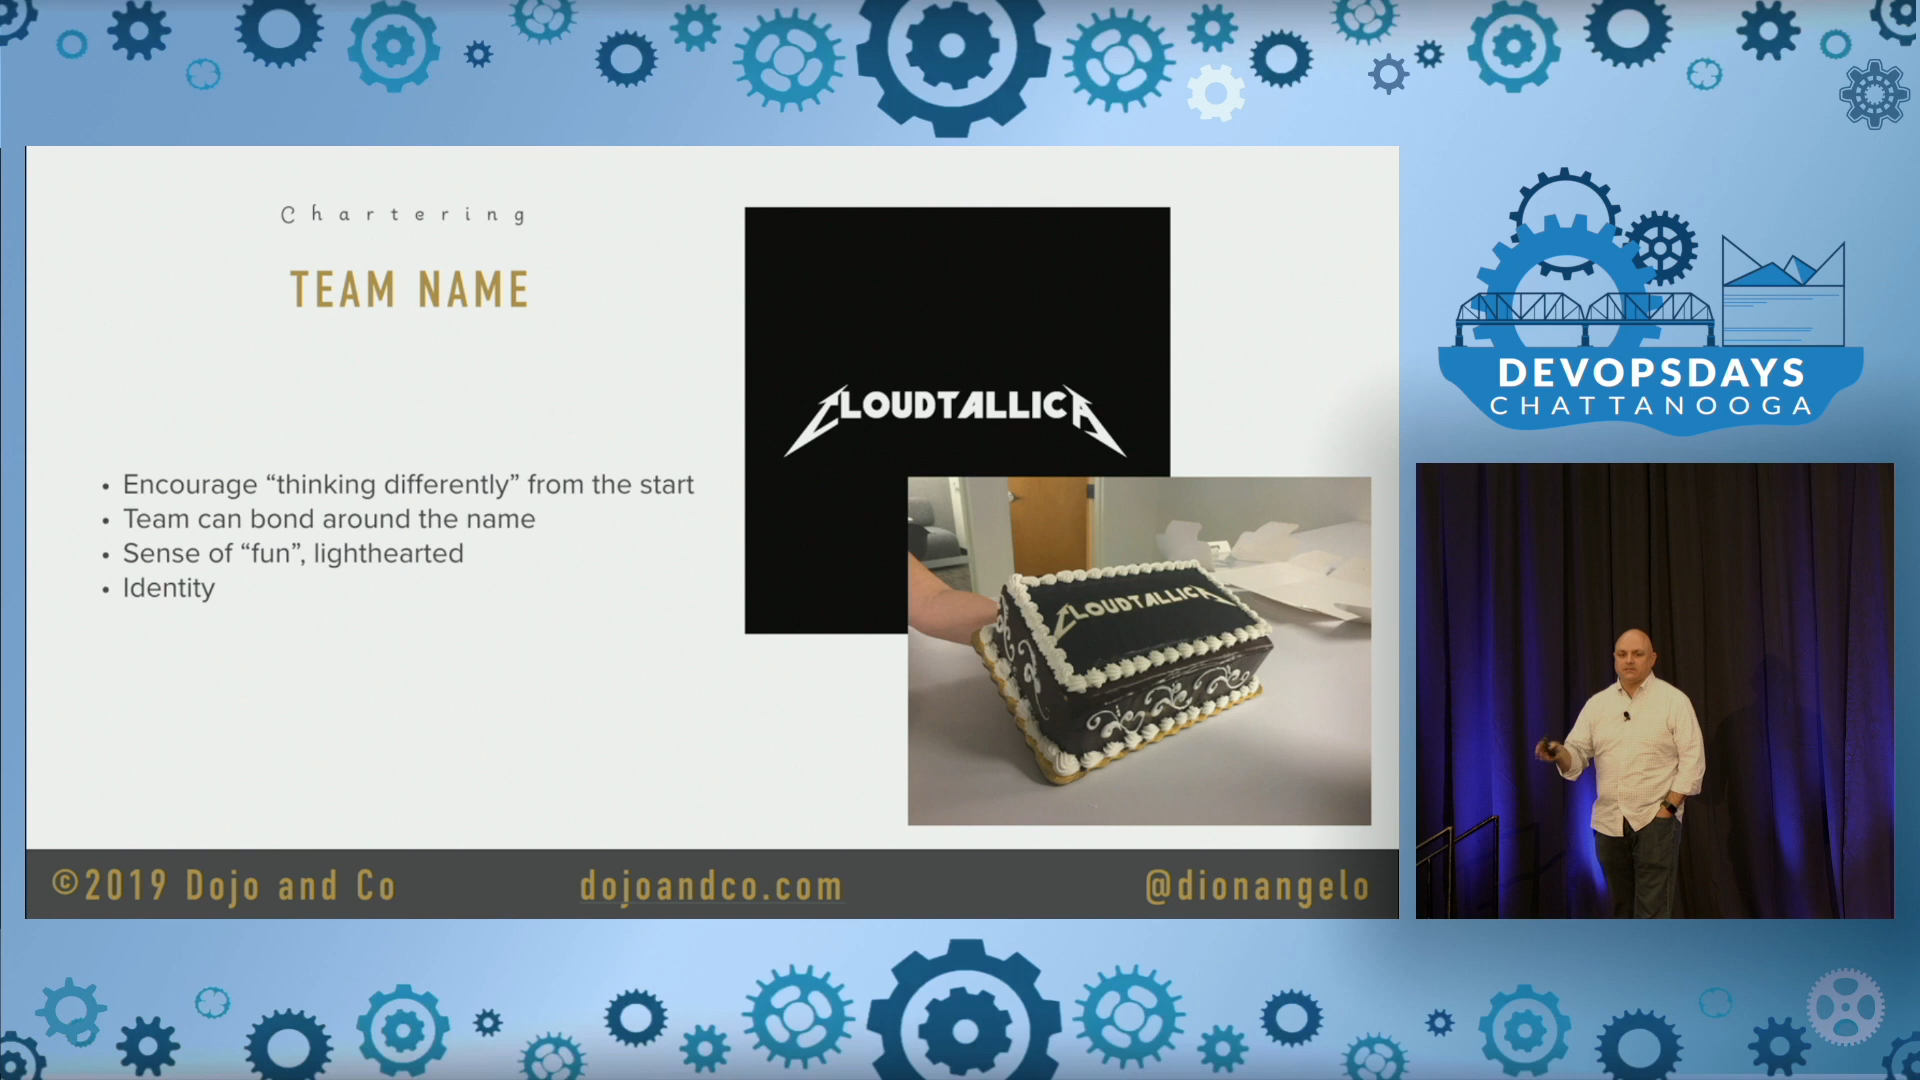 Chartering
TEAM NAME
• Encourage “thinking differently” from the start
• Team can bond around the name
• Sense of “fun”, lighthearted
• Identity
CLOUDTALLICA
CLOUDTALLICA
©2019 Dojo and Co
dojoandco.com
@dionangelo
DEVOPSDAYS
CHATTANOOGA